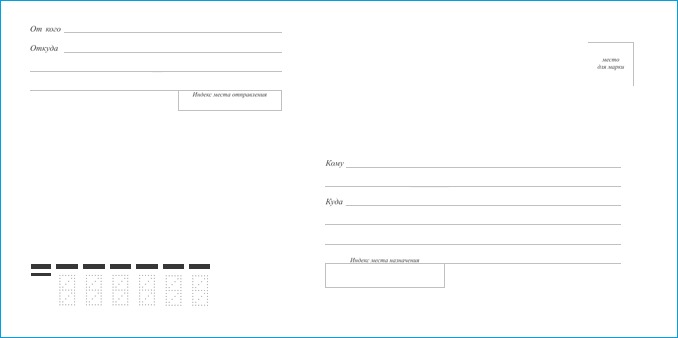 От кого
Откуда
Индекс места отправления
место
для марки
Кому
Куда
Индекс места назначения